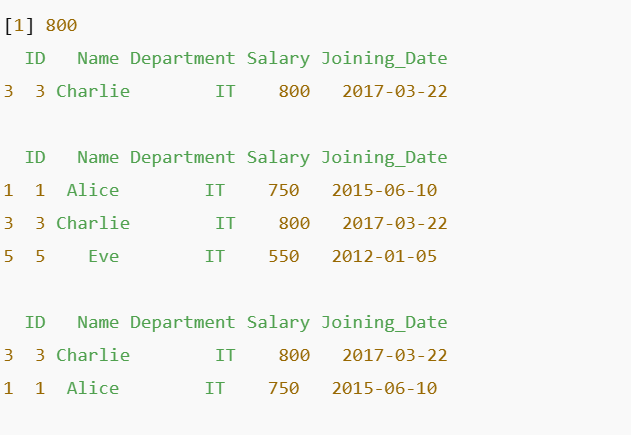 [1] 800
ID Name Department Salary Joining_Date
3 3 Charlie IT 800 2017-03-22
ID Name Department Salary Joining_Date
1 1 Alice IT 750 2015-06-10
3 3 Charlie IT 800 2017-03-22
5 5 Eve IT 550 2012-01-05
ID Name Department Salary Joining_Date
3 3 Charlie IT 800 2017-03-22
1 1 Alice IT 750 2015-06-10